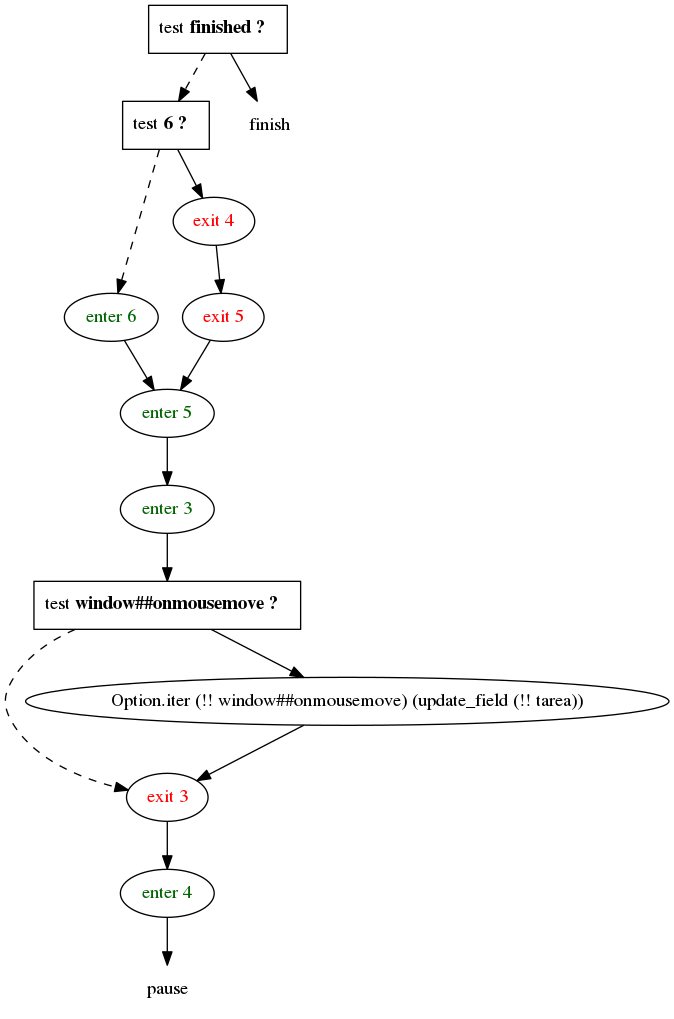 test finished ?
test 6 ?
finish
exit 4
enter 6
exit 5
enter 5
enter 3
test window##onmousemove ?
Option.iter (!! window##onmousemove) (update_field (!! tarea))
exit 3
enter 4
pause